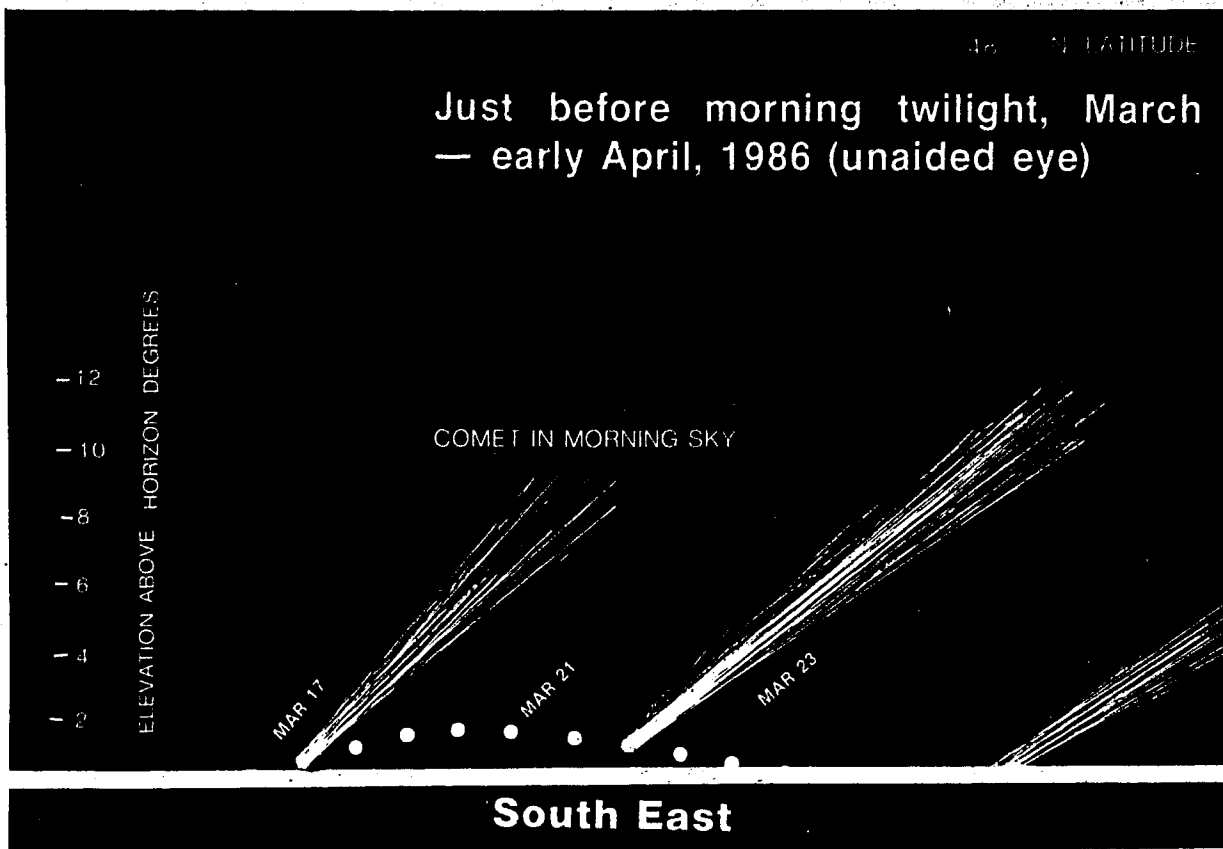 N LATITUDE
Just before morning twilight, March
— early April, 1986 (unaided eye)
ELEVATION ABOVE HORIZON DEGREES
-12
-10
-8
-6
-4
-2
COMET IN MORNING SKY
MAR 17
MAR 21
MAR 23
South East